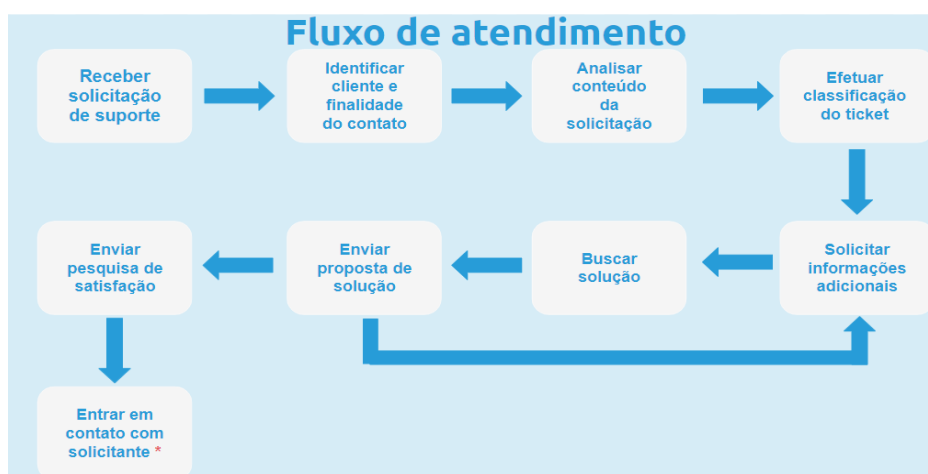 Fluxo de atendimento
Receber
solicitação
de suporte
Identificar
cliente e
finalidade
do contato
Analisar
conteúdo
da
solicitação
Efetuar
classificação
do ticket
Solicitar
informações
adicionais
Buscar
solução
Enviar
proposta de
solução
Enviar
pesquisa de
satisfação
Entrar em
contato com
solicitante *